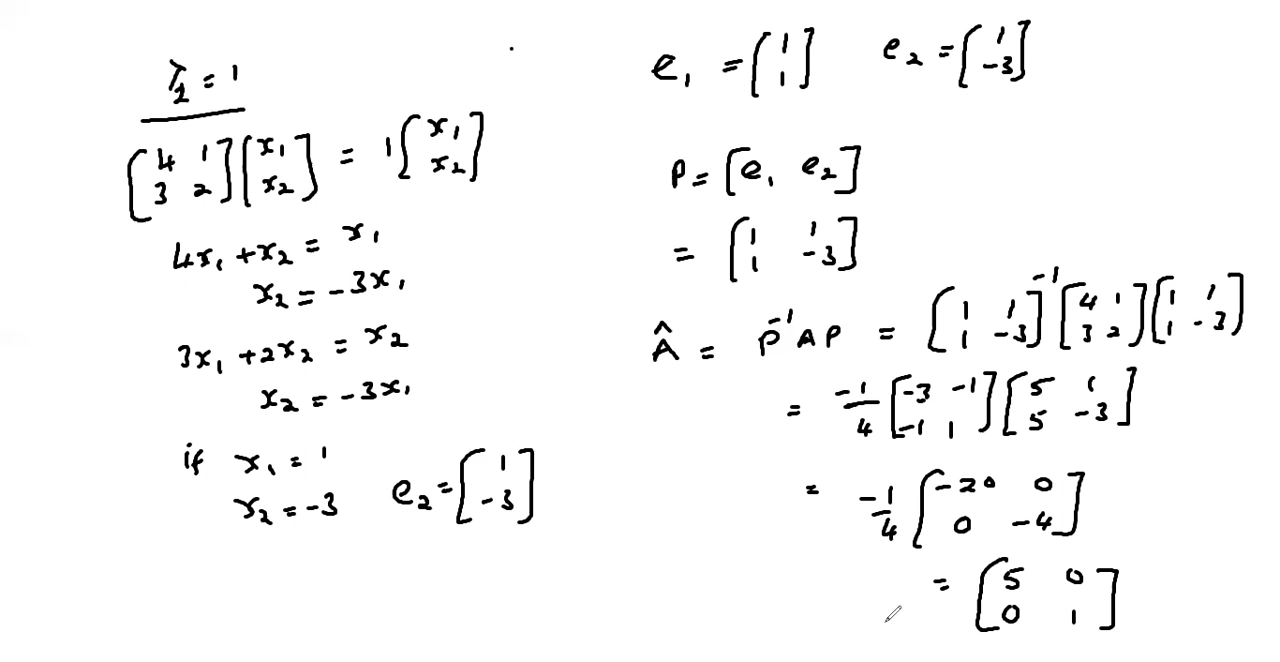 λ₂ = 1
[4 1; 3 2] [x₁; x₂] = 1 [x₁; x₂]
4x₁ + x₂ = x₁
x₂ = -3x₁
3x₁ + 2x₂ = x₂
x₂ = -3x₁
if x₁ = 1
x₂ = -3 e₂ = [1; -3]
e₁ = [1; 1] e₂ = [1; -3]
P = [e₁ e₂]
= [1 1; 1 -3]
Â = P⁻¹AP = [1 1; 1 -3]⁻¹ [4 1; 3 2] [1 1; 1 -3]
= -1/4 [-3 -1; -1 1] [5 1; 5 -3]
= -1/4 [-20 0; 0 -4]
= [5 0; 0 1]